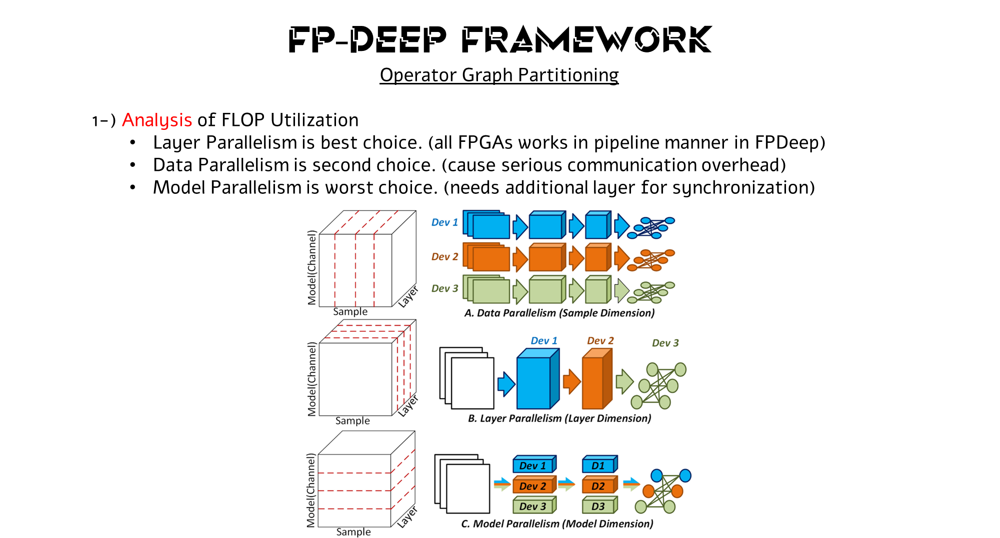 FP-DEEP FRAMEWORK
Operator Graph Partitioning
1-) Analysis of FLOP Utilization
• Layer Parallelism is best choice. (all FPGAs works in pipeline manner in FPDeep)
• Data Parallelism is second choice. (cause serious communication overhead)
• Model Parallelism is worst choice. (needs additional layer for synchronization)
Model(Channel)
Sample
Layer
Dev 1
Dev 2
Dev 3
A. Data Parallelism (Sample Dimension)
Model(Channel)
Sample
Layer
Dev 1
Dev 2
Dev 3
B. Layer Parallelism (Layer Dimension)
Model(Channel)
Sample
Layer
Dev 1
D1
Dev 2
D2
Dev 3
D3
C. Model Parallelism (Model Dimension)